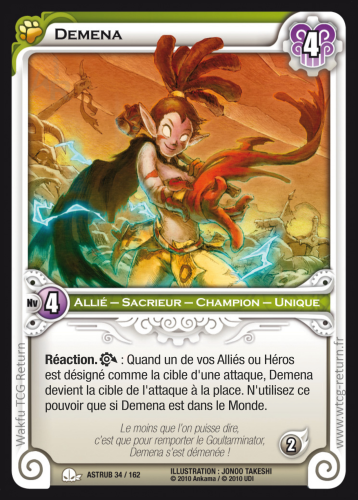 DEMENA
4
Nv 4
ALLIÉ – SACRIEUR – CHAMPION – UNIQUE
Réaction. : Quand un de vos Alliés ou Héros
est désigné comme la cible d'une attaque, Demena
devient la cible de l'attaque à la place. N'utilisez ce
pouvoir que si Demena est dans le Monde.
Le moins que l'on puisse dire,
c'est que pour remporter le Goultarminator,
Demena s'est démenée !
2
ASTRUB 34 / 162
ILLUSTRATION : JONOO TAKESHI
© 2010 Ankama / © 2010 UDI
Wakfu TCG Return
www.wtcg-return.fr